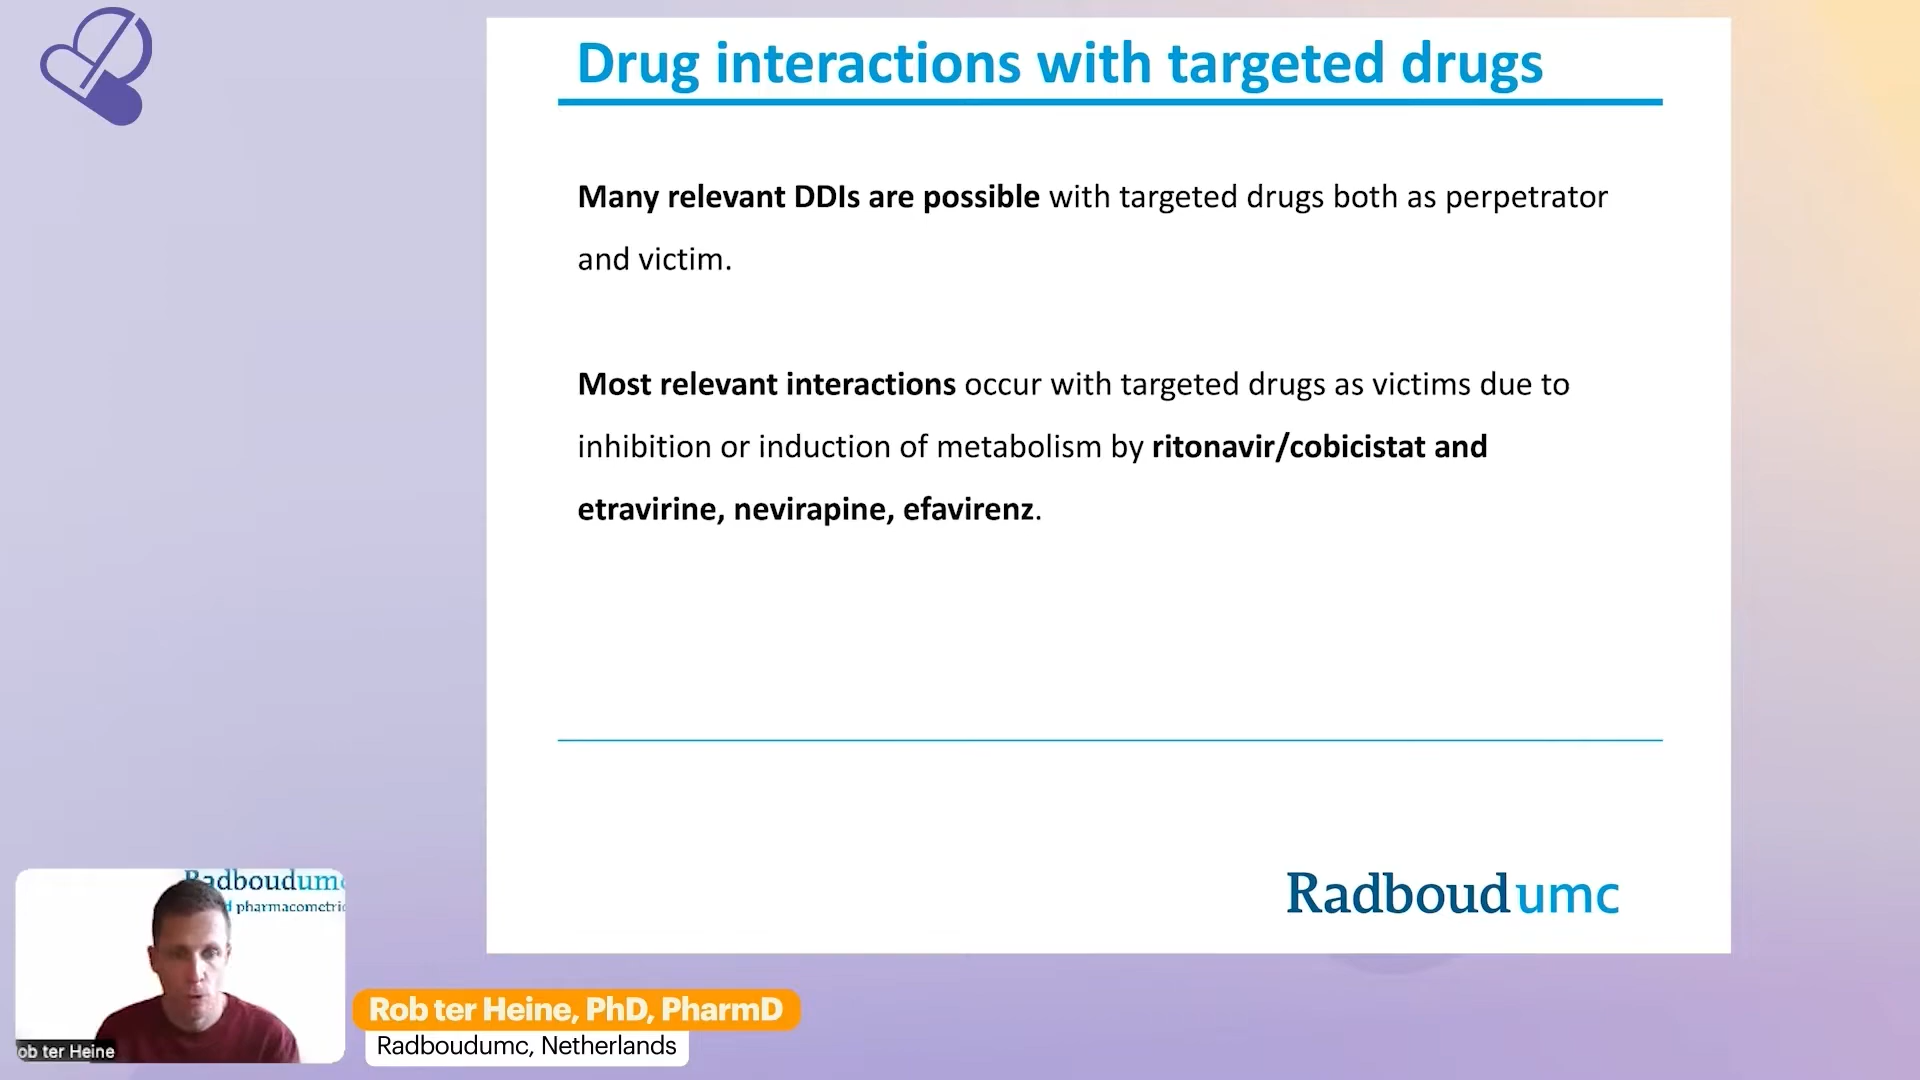 Drug interactions with targeted drugs
Many relevant DDIs are possible with targeted drugs both as perpetrator
and victim.
Most relevant interactions occur with targeted drugs as victims due to
inhibition or induction of metabolism by ritonavir/cobicistat and
etravirine, nevirapine, efavirenz.
Radboudumc
Radboudumc
pharmacometric
ob ter Heine
Rob ter Heine, PhD, PharmD
Radboudumc, Netherlands